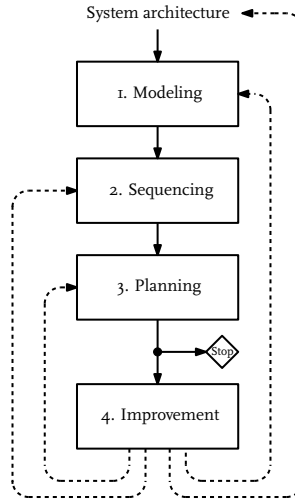 System architecture
1. Modeling
2. Sequencing
3. Planning
Stop
4. Improvement